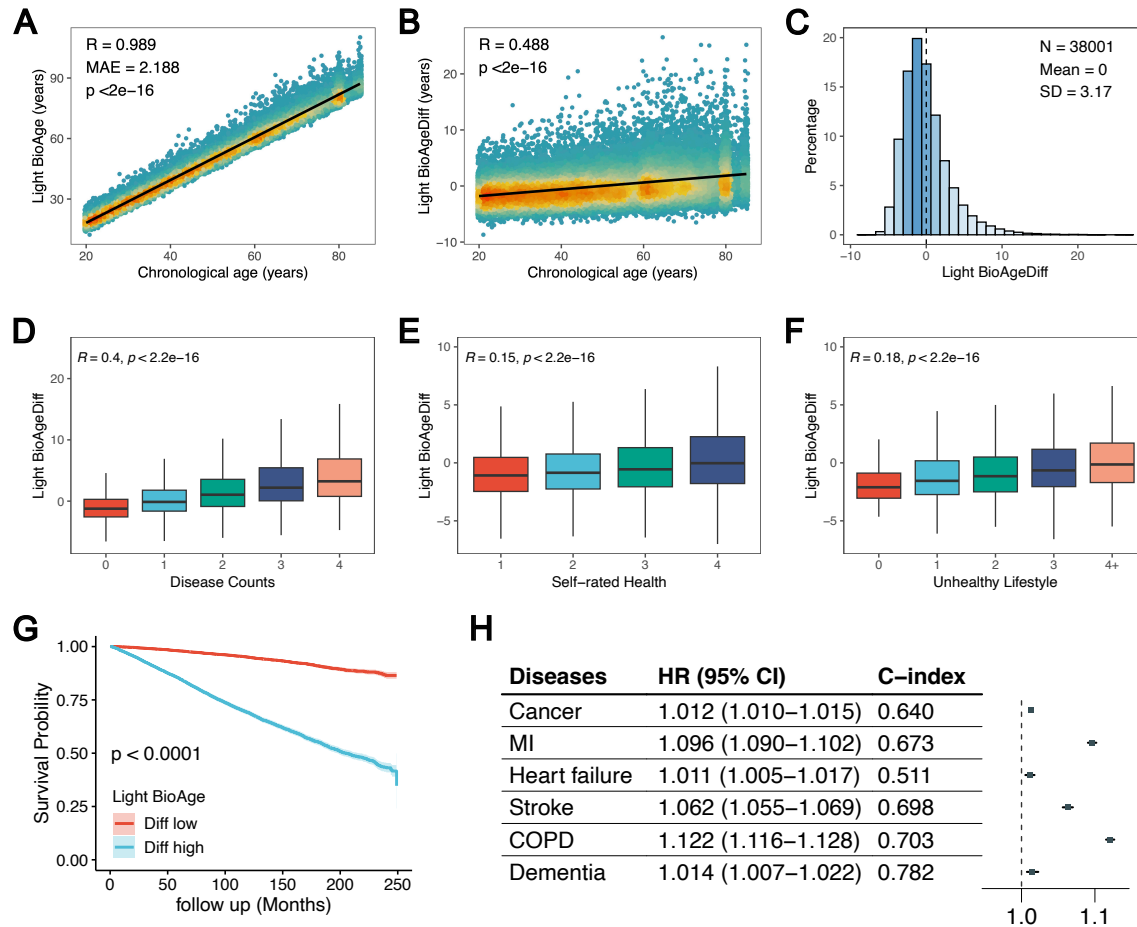 A
R = 0.989
MAE = 2.188
p <2e−16
Light BioAge (years)
90
60
30
20
40
60
80
Chronological age (years)
B
R = 0.488
p <2e−16
Light BioAgeDiff (years)
20
10
0
−10
20
40
60
80
Chronological age (years)
C
N = 38001
Mean = 0
SD = 3.17
Percentage
20
15
10
5
0
−10
0
10
20
Light BioAgeDiff
D
R = 0.4, p < 2.2e−16
Light BioAgeDiff
20
10
0
0
1
2
3
4
Disease Counts
E
R = 0.15, p < 2.2e−16
Light BioAgeDiff
10
5
0
−5
1
2
3
4
Self−rated Health
F
R = 0.18, p < 2.2e−16
Light BioAgeDiff
10
5
0
−5
0
1
2
3
4+
Unhealthy Lifestyle
G
Survival Probility
1.00
0.75
0.50
0.25
0.00
p < 0.0001
Light BioAge
Diff low
Diff high
0
50
100
150
200
250
follow up (Months)
H
Diseases HR (95% CI) C−index
Cancer 1.012 (1.010−1.015) 0.640
MI 1.096 (1.090−1.102) 0.673
Heart failure 1.011 (1.005−1.017) 0.511
Stroke 1.062 (1.055−1.069) 0.698
COPD 1.122 (1.116−1.128) 0.703
Dementia 1.014 (1.007−1.022) 0.782
1.0
1.1